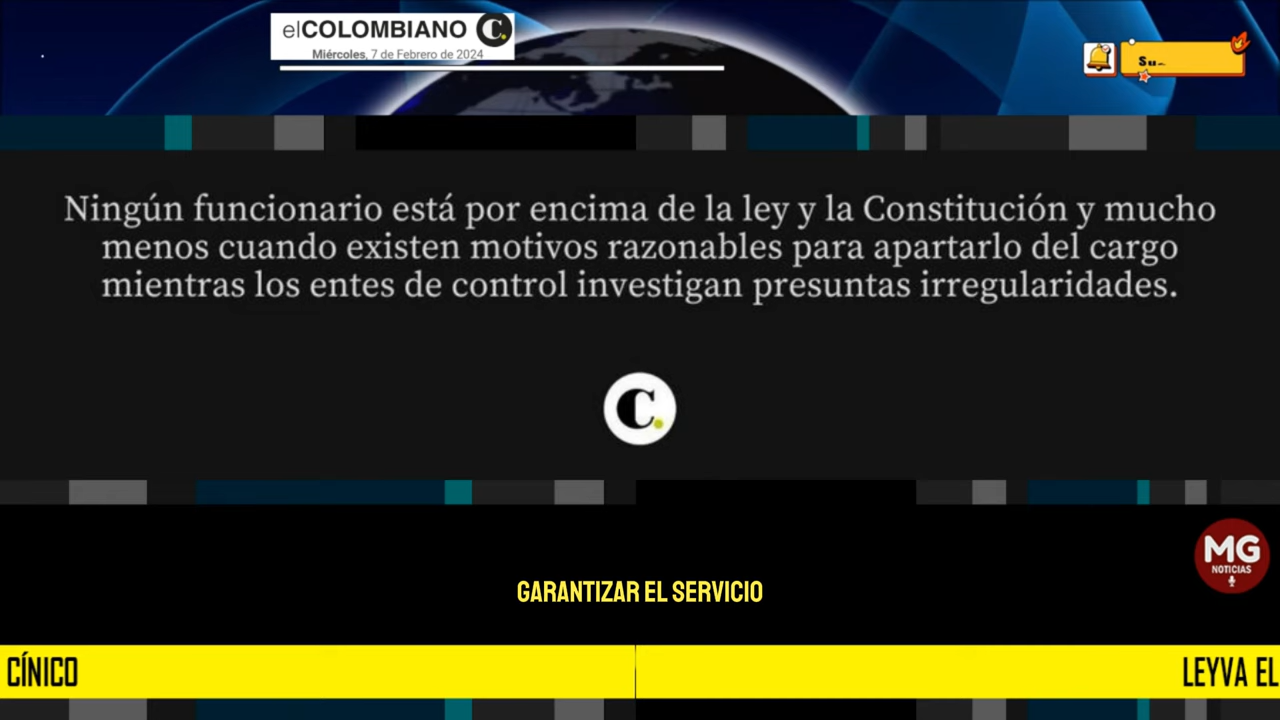 elCOLOMBIANO C.
Miércoles, 7 de Febrero de 2024
Ningún funcionario está por encima de la ley y la Constitución y mucho
menos cuando existen motivos razonables para apartarlo del cargo
mientras los entes de control investigan presuntas irregularidades.
C.
MG
NOTICIAS
GARANTIZAR EL SERVICIO
CÍNICO
LEYVA EL